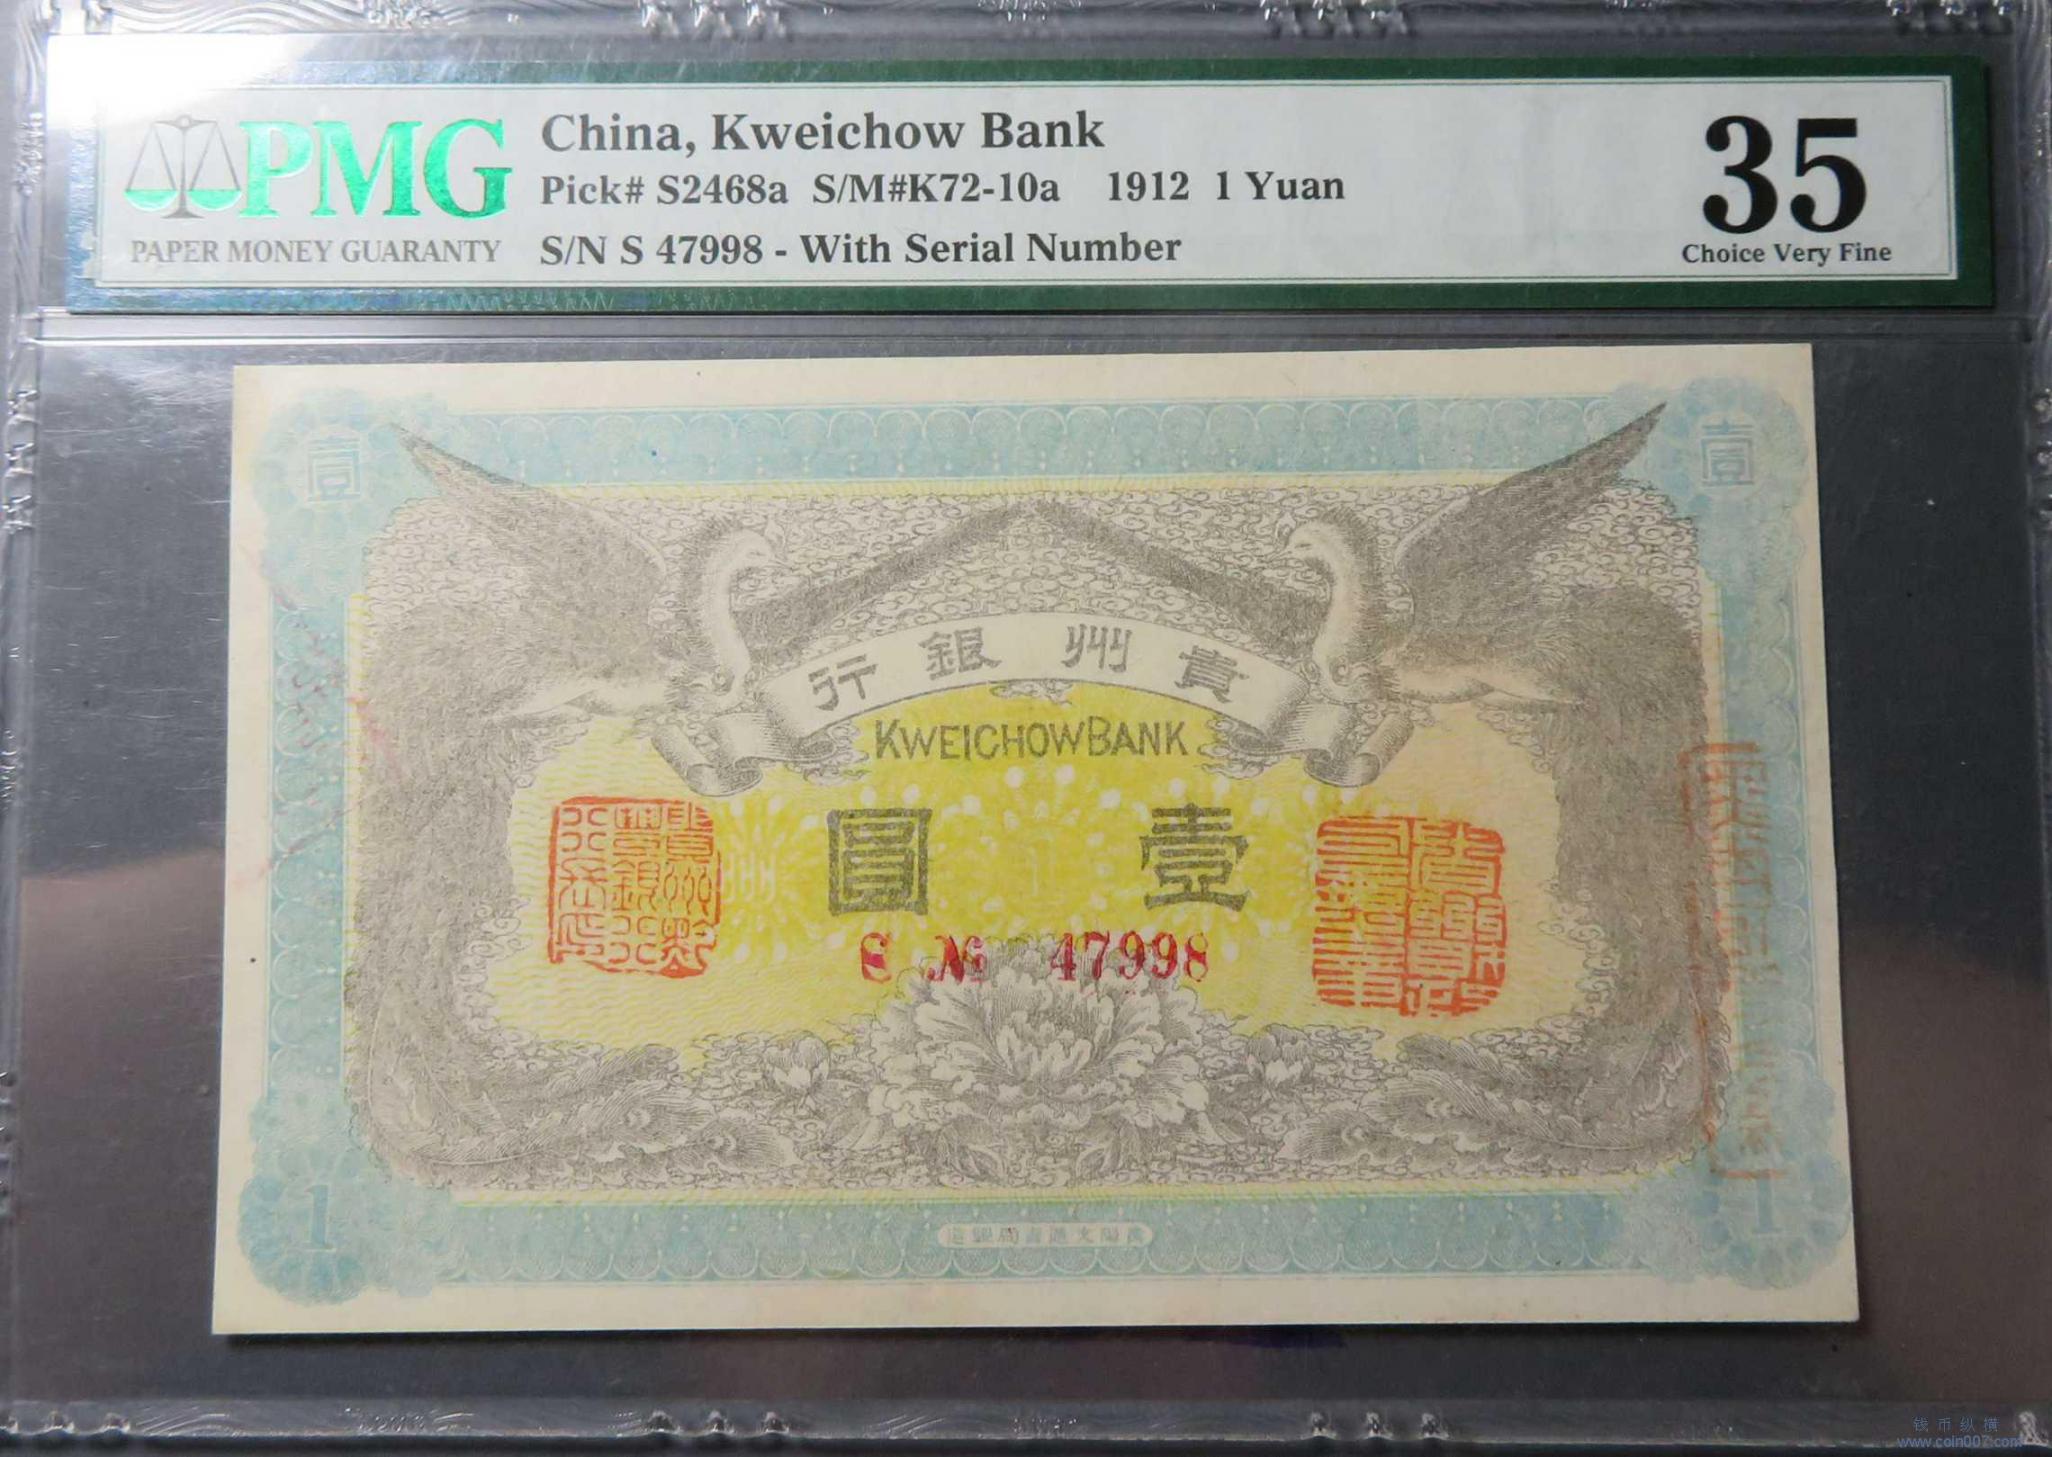 PMG
PAPER MONEY GUARANTY
China, Kweichow Bank
Pick# S2468a S/M#K72-10a 1912 1 Yuan
S/N S 47998 - With Serial Number
35
Choice Very Fine
壹 壹
行銀州貴
KWEICHOW BANK
圓 壹
S № 47998
1 1
钱币纵横
www.coin007.com